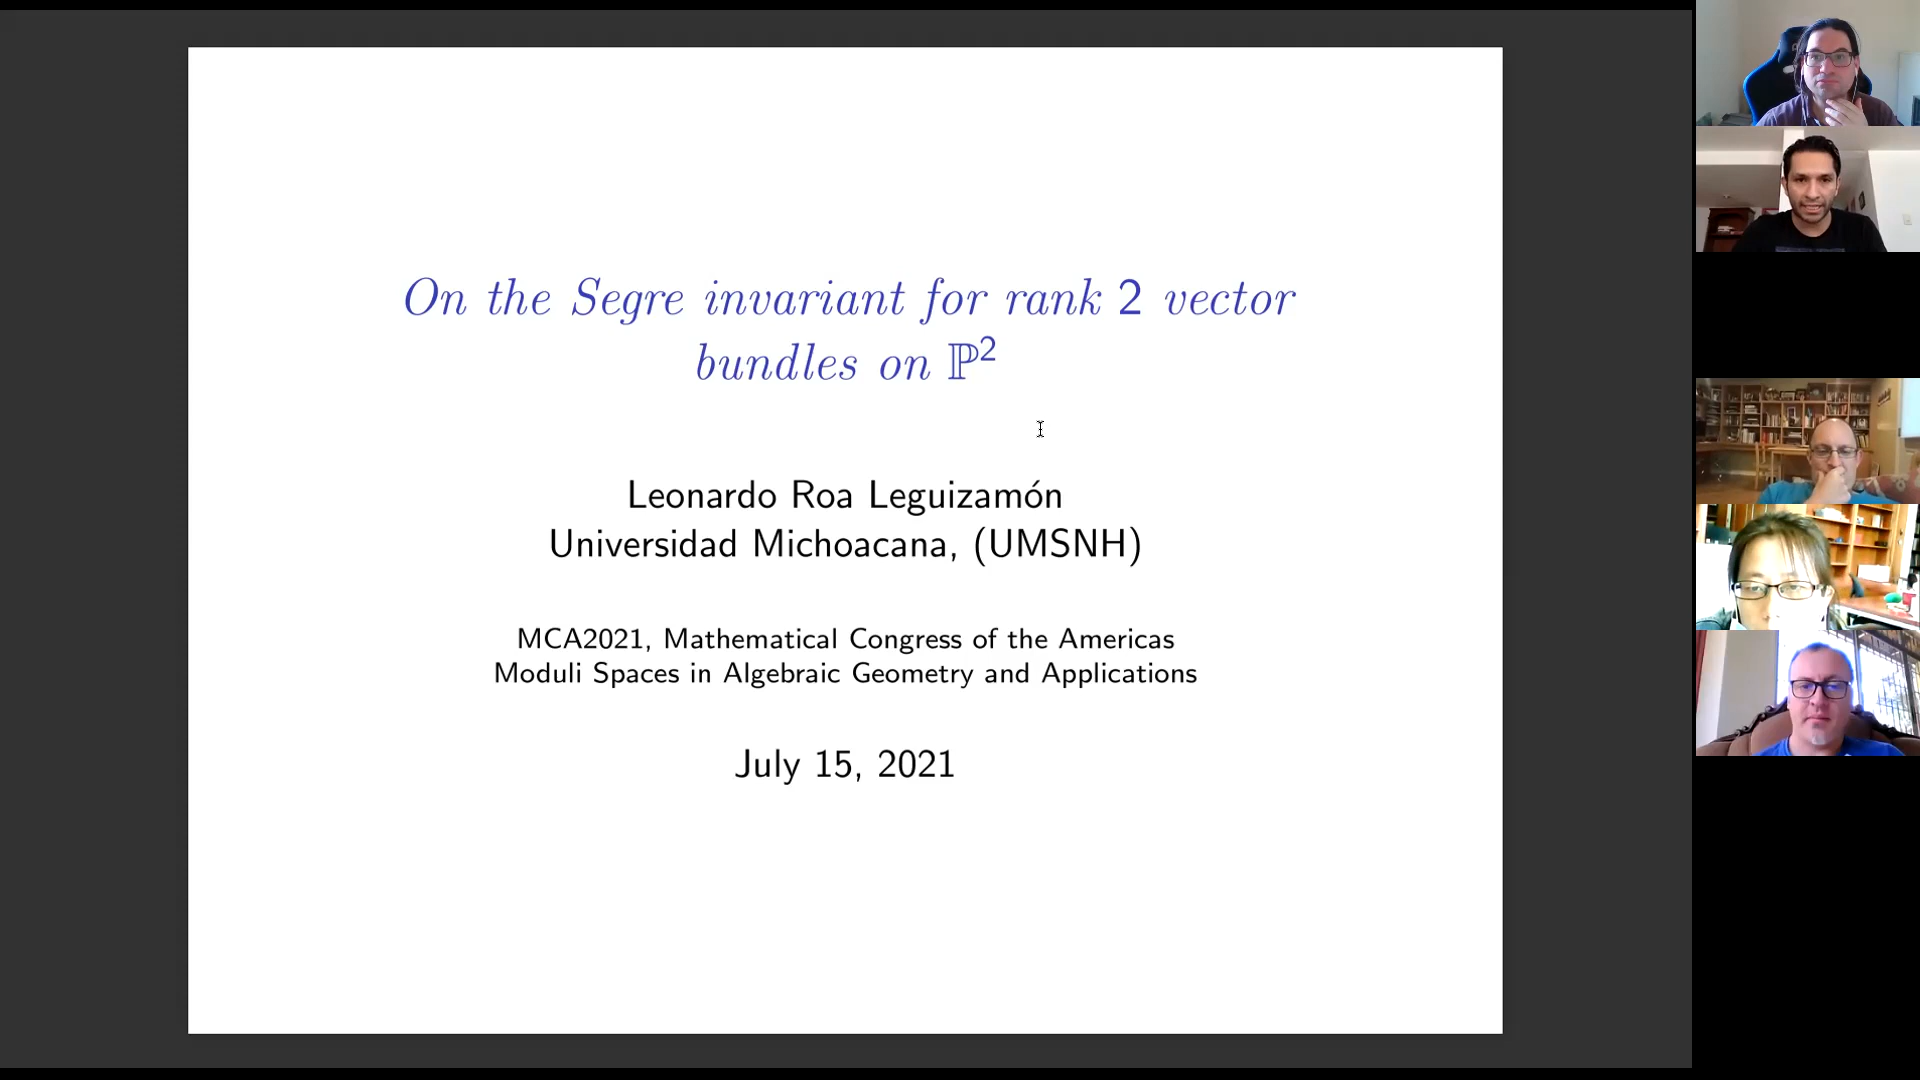 On the Segre invariant for rank 2 vector
bundles on ℙ²
Leonardo Roa Leguizamón
Universidad Michoacana, (UMSNH)
MCA2021, Mathematical Congress of the Americas
Moduli Spaces in Algebraic Geometry and Applications
July 15, 2021